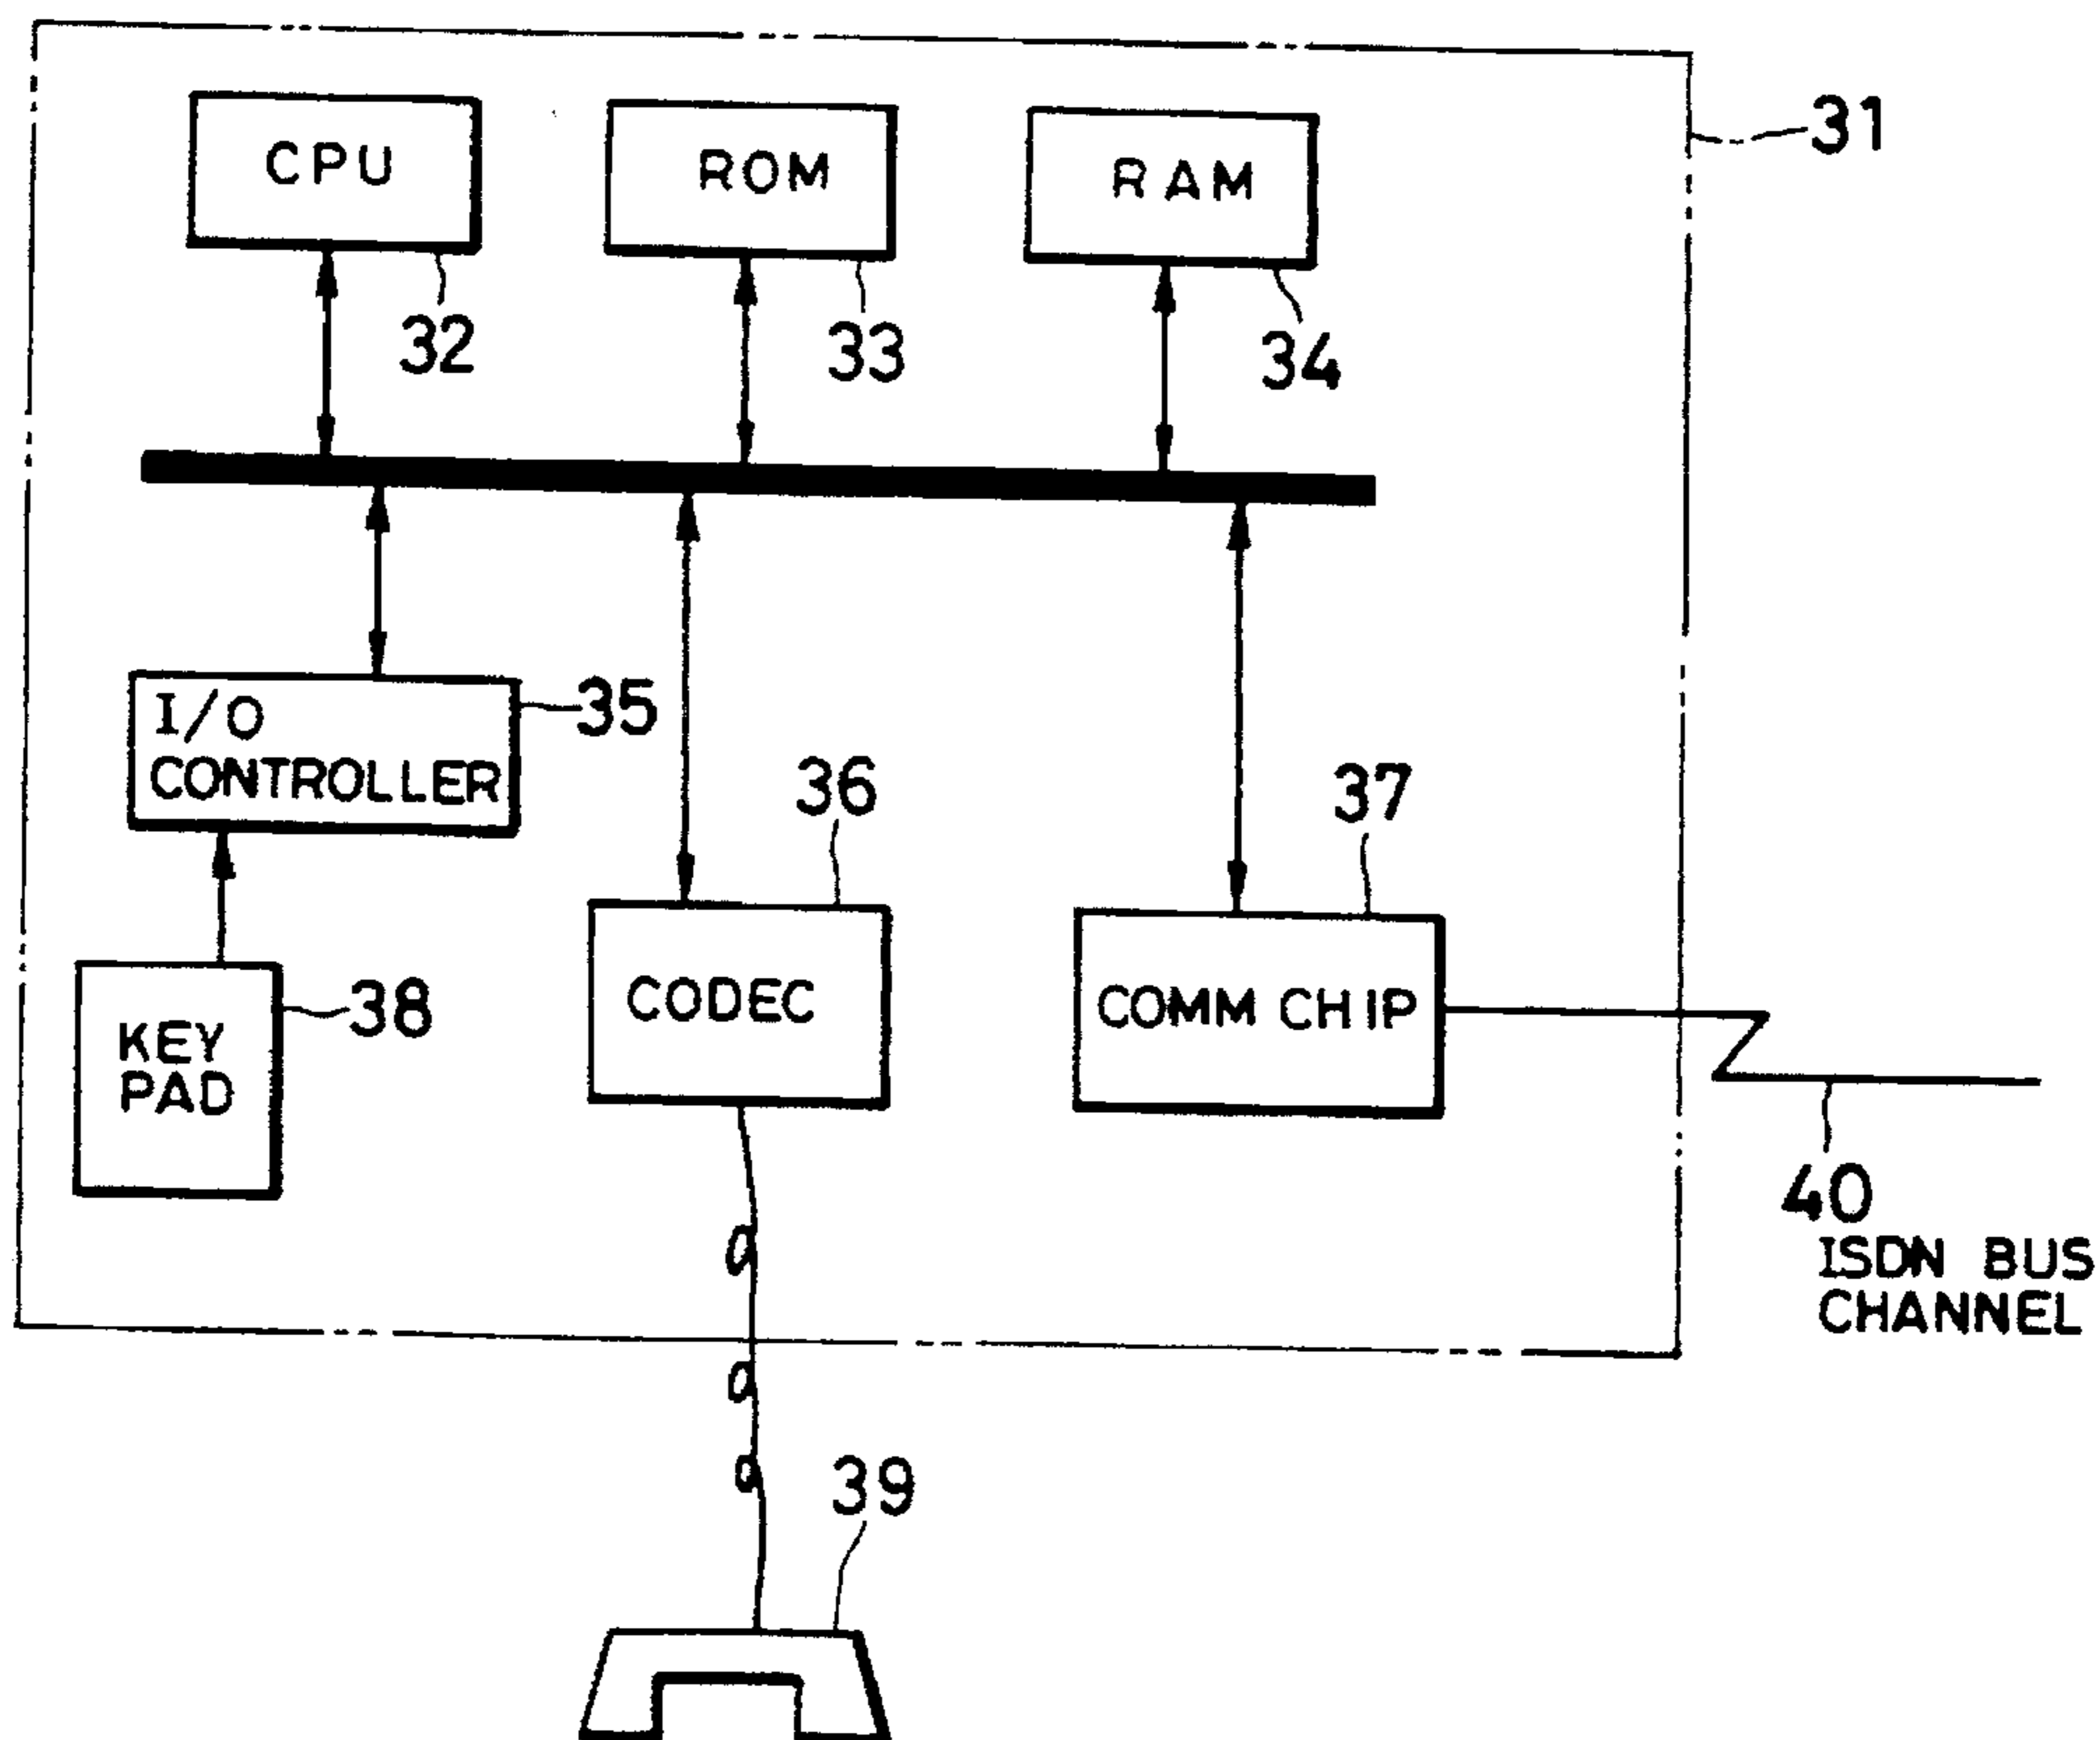 CPU
ROM
RAM
31
32
33
34
I/O
CONTROLLER
35
36
37
KEY
PAD
38
CODEC
COMM CHIP
40
ISDN BUS
CHANNEL
39